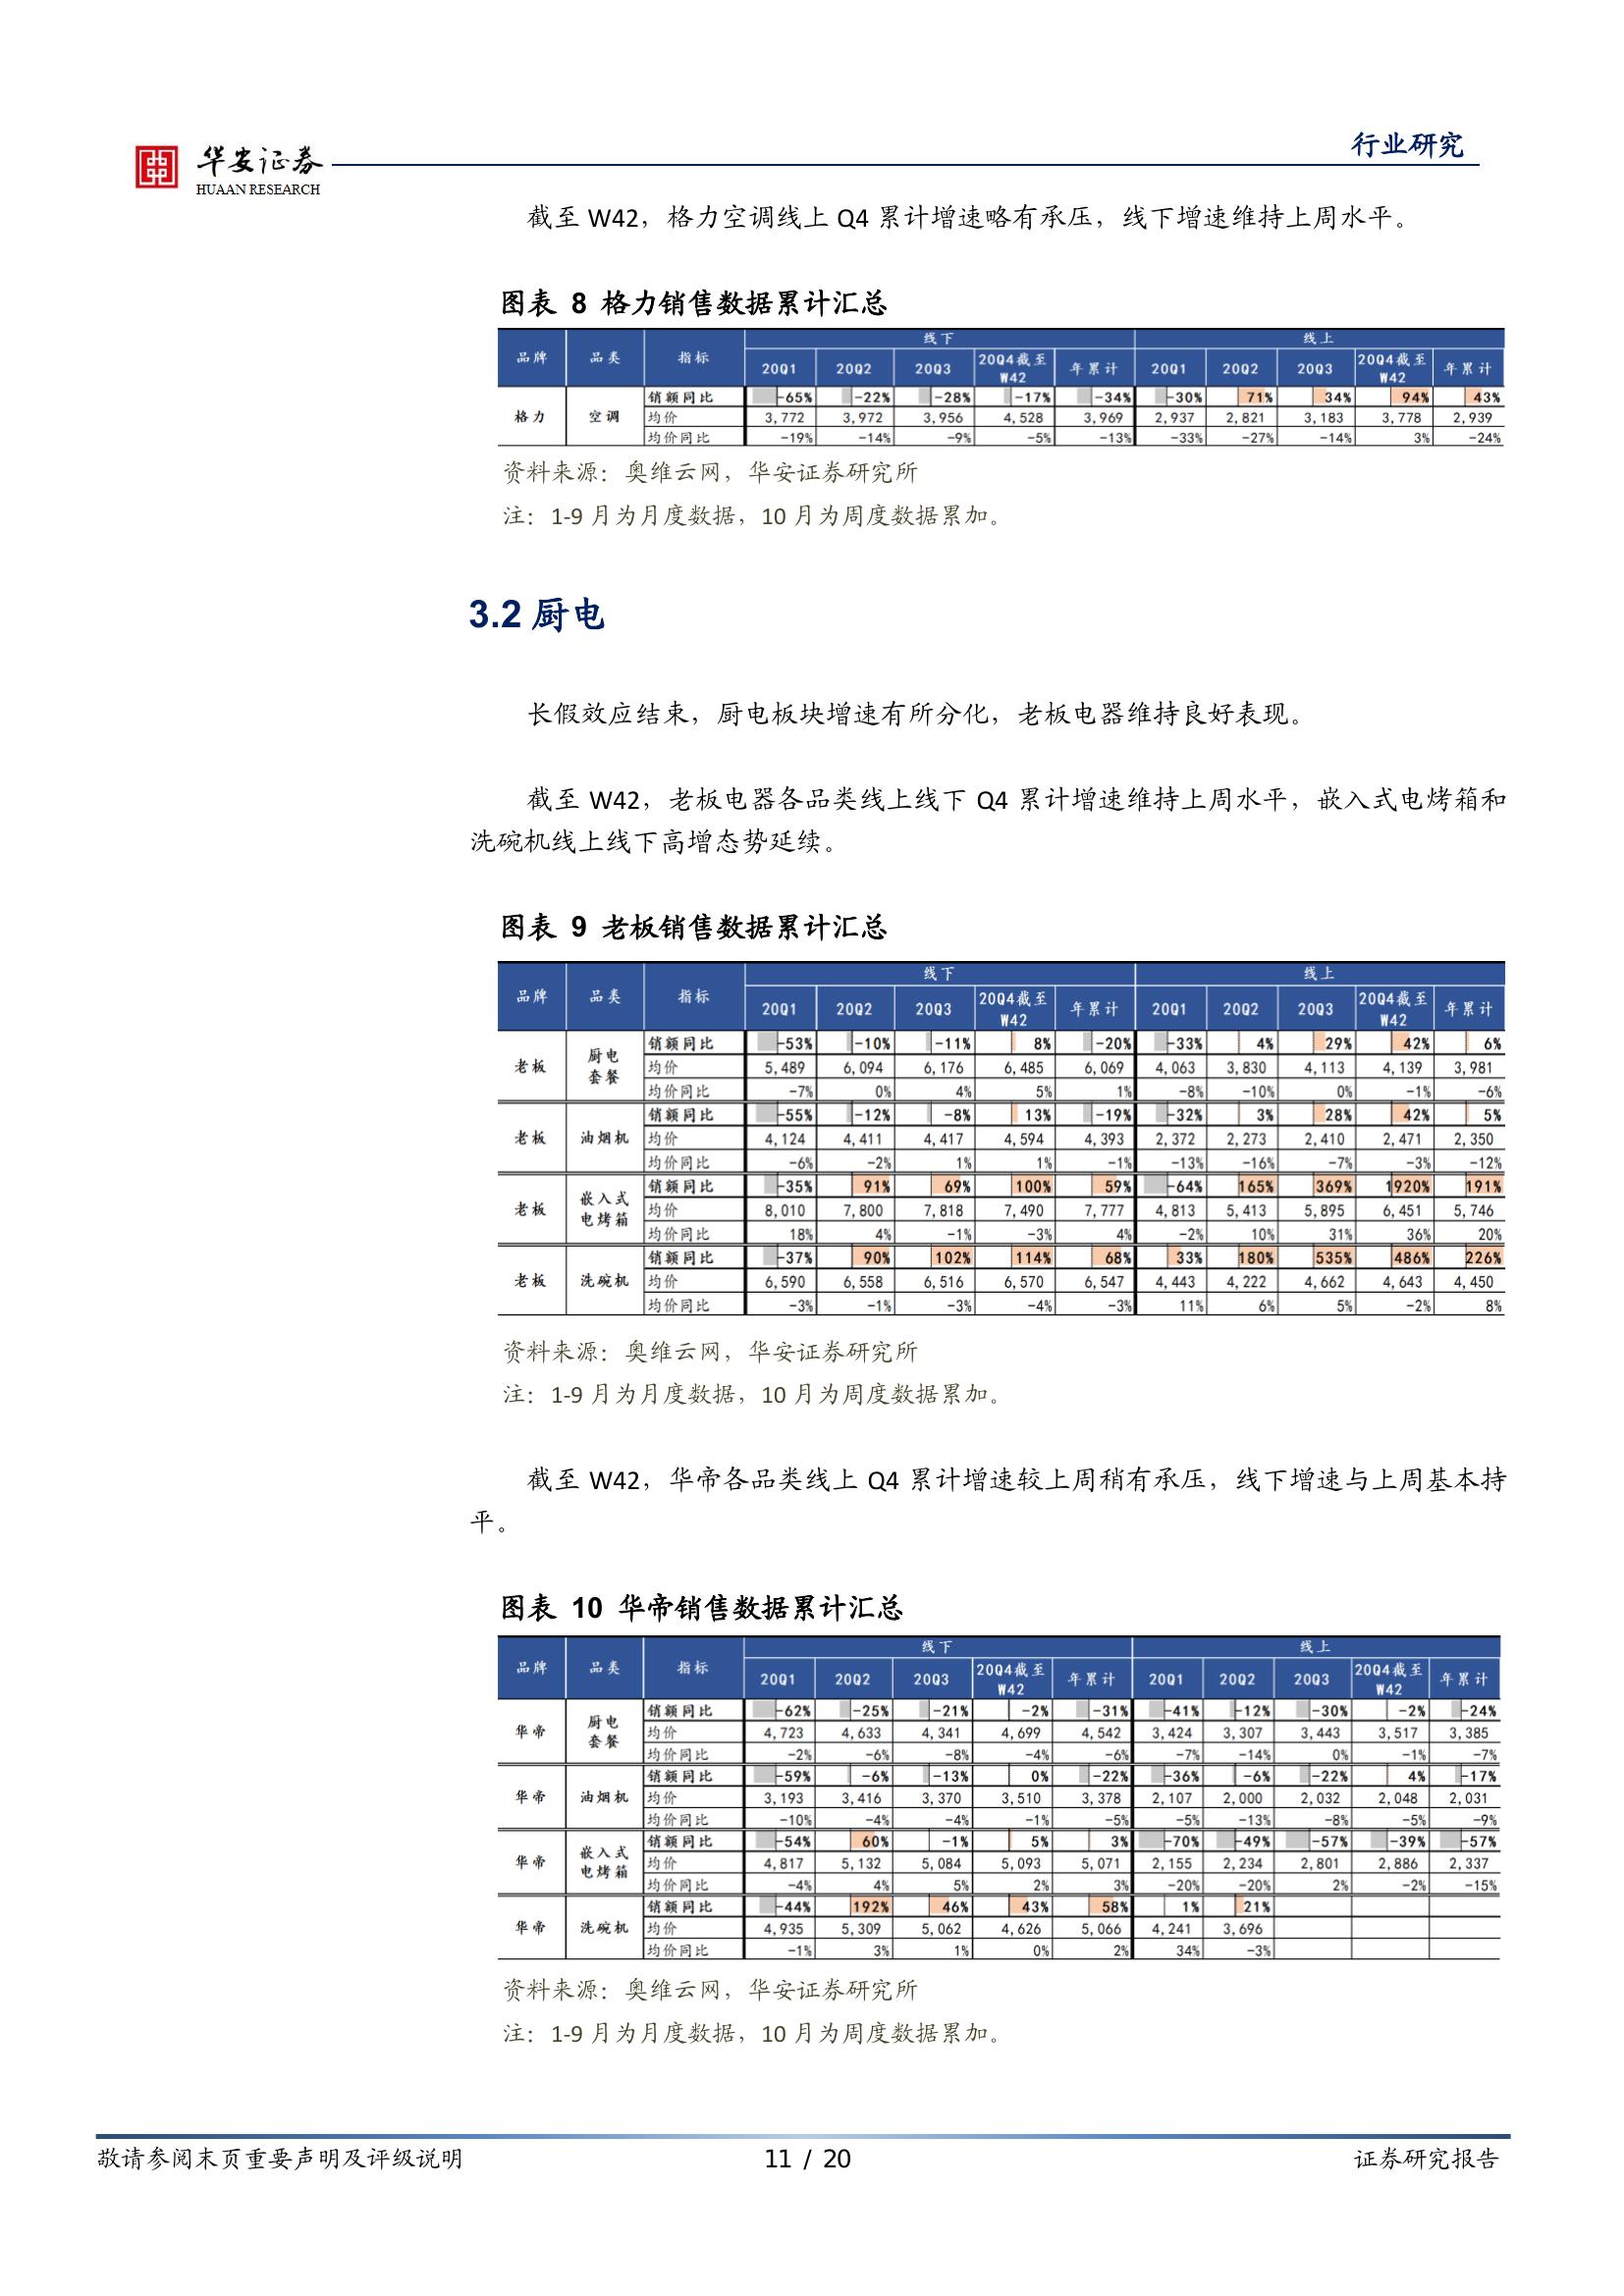 华安证券
HUAAN RESEARCH
行业研究
截至 W42，格力空调线上 Q4 累计增速略有承压，线下增速维持上周水平。
图表 8 格力销售数据累计汇总
品牌 品类 指标 线下 线上
20Q1 20Q2 20Q3 20Q4截至W42 年累计 20Q1 20Q2 20Q3 20Q4截至W42 年累计
格力 空调 销额同比 -65% -22% -28% -17% -34% -30% 71% 34% 94% 43%
均价 3,772 3,972 3,956 4,528 3,969 2,937 2,821 3,183 3,778 2,939
均价同比 -19% -14% -9% -5% -13% -33% -27% -14% 3% -24%
资料来源：奥维云网，华安证券研究所
注：1-9 月为月度数据，10 月为周度数据累加。
3.2 厨电
长假效应结束，厨电板块增速有所分化，老板电器维持良好表现。
截至 W42，老板电器各品类线上线下 Q4 累计增速维持上周水平，嵌入式电烤箱和
洗碗机线上线下高增态势延续。
图表 9 老板销售数据累计汇总
品牌 品类 指标 线下 线上
20Q1 20Q2 20Q3 20Q4截至W42 年累计 20Q1 20Q2 20Q3 20Q4截至W42 年累计
老板 厨电套餐 销额同比 -53% -10% -11% 8% -20% -33% 4% 29% 42% 6%
均价 5,489 6,094 6,176 6,485 6,069 4,063 3,830 4,113 4,139 3,981
均价同比 -7% 0% 4% 5% 1% -8% -10% 0% -1% -6%
老板 油烟机 销额同比 -55% -12% -8% 13% -19% -32% 3% 28% 42% 5%
均价 4,124 4,411 4,417 4,594 4,393 2,372 2,273 2,410 2,471 2,350
均价同比 -6% -2% 1% 1% -1% -13% -16% -7% -3% -12%
老板 嵌入式电烤箱 销额同比 -35% 91% 69% 100% 59% -64% 165% 369% 1920% 191%
均价 8,010 7,800 7,818 7,490 7,777 4,813 5,413 5,895 6,451 5,746
均价同比 18% 4% -1% -3% 4% -2% 10% 31% 36% 20%
老板 洗碗机 销额同比 -37% 90% 102% 114% 68% 33% 180% 535% 486% 226%
均价 6,590 6,558 6,516 6,570 6,547 4,443 4,222 4,662 4,643 4,450
均价同比 -3% -1% -3% -4% -3% 11% 6% 5% -2% 8%
资料来源：奥维云网，华安证券研究所
注：1-9 月为月度数据，10 月为周度数据累加。
截至 W42，华帝各品类线上 Q4 累计增速较上周稍有承压，线下增速与上周基本持
平。
图表 10 华帝销售数据累计汇总
品牌 品类 指标 线下 线上
20Q1 20Q2 20Q3 20Q4截至W42 年累计 20Q1 20Q2 20Q3 20Q4截至W42 年累计
华帝 厨电套餐 销额同比 -62% -25% -21% -2% -31% -41% -12% -30% -2% -24%
均价 4,723 4,633 4,341 4,699 4,542 3,424 3,307 3,443 3,517 3,385
均价同比 -2% -6% -8% -4% -6% -7% -14% 0% -1% -7%
华帝 油烟机 销额同比 -59% -6% -13% 0% -22% -36% -6% -22% 4% -17%
均价 3,193 3,416 3,370 3,510 3,378 2,107 2,000 2,032 2,048 2,031
均价同比 -10% -4% -4% -1% -5% -5% -13% -8% -5% -9%
华帝 嵌入式电烤箱 销额同比 -54% 60% -1% 5% 3% -70% -49% -57% -39% -57%
均价 4,817 5,132 5,084 5,093 5,071 2,155 2,234 2,801 2,886 2,337
均价同比 -4% 4% 5% 2% 3% -20% -20% 2% -2% -15%
华帝 洗碗机 销额同比 -44% 192% 46% 43% 58% 1% 21%
均价 4,935 5,309 5,062 4,626 5,066 4,241 3,696
均价同比 -1% 3% 1% 0% 2% 34% -3%
资料来源：奥维云网，华安证券研究所
注：1-9 月为月度数据，10 月为周度数据累加。
敬请参阅末页重要声明及评级说明 11 / 20 证券研究报告